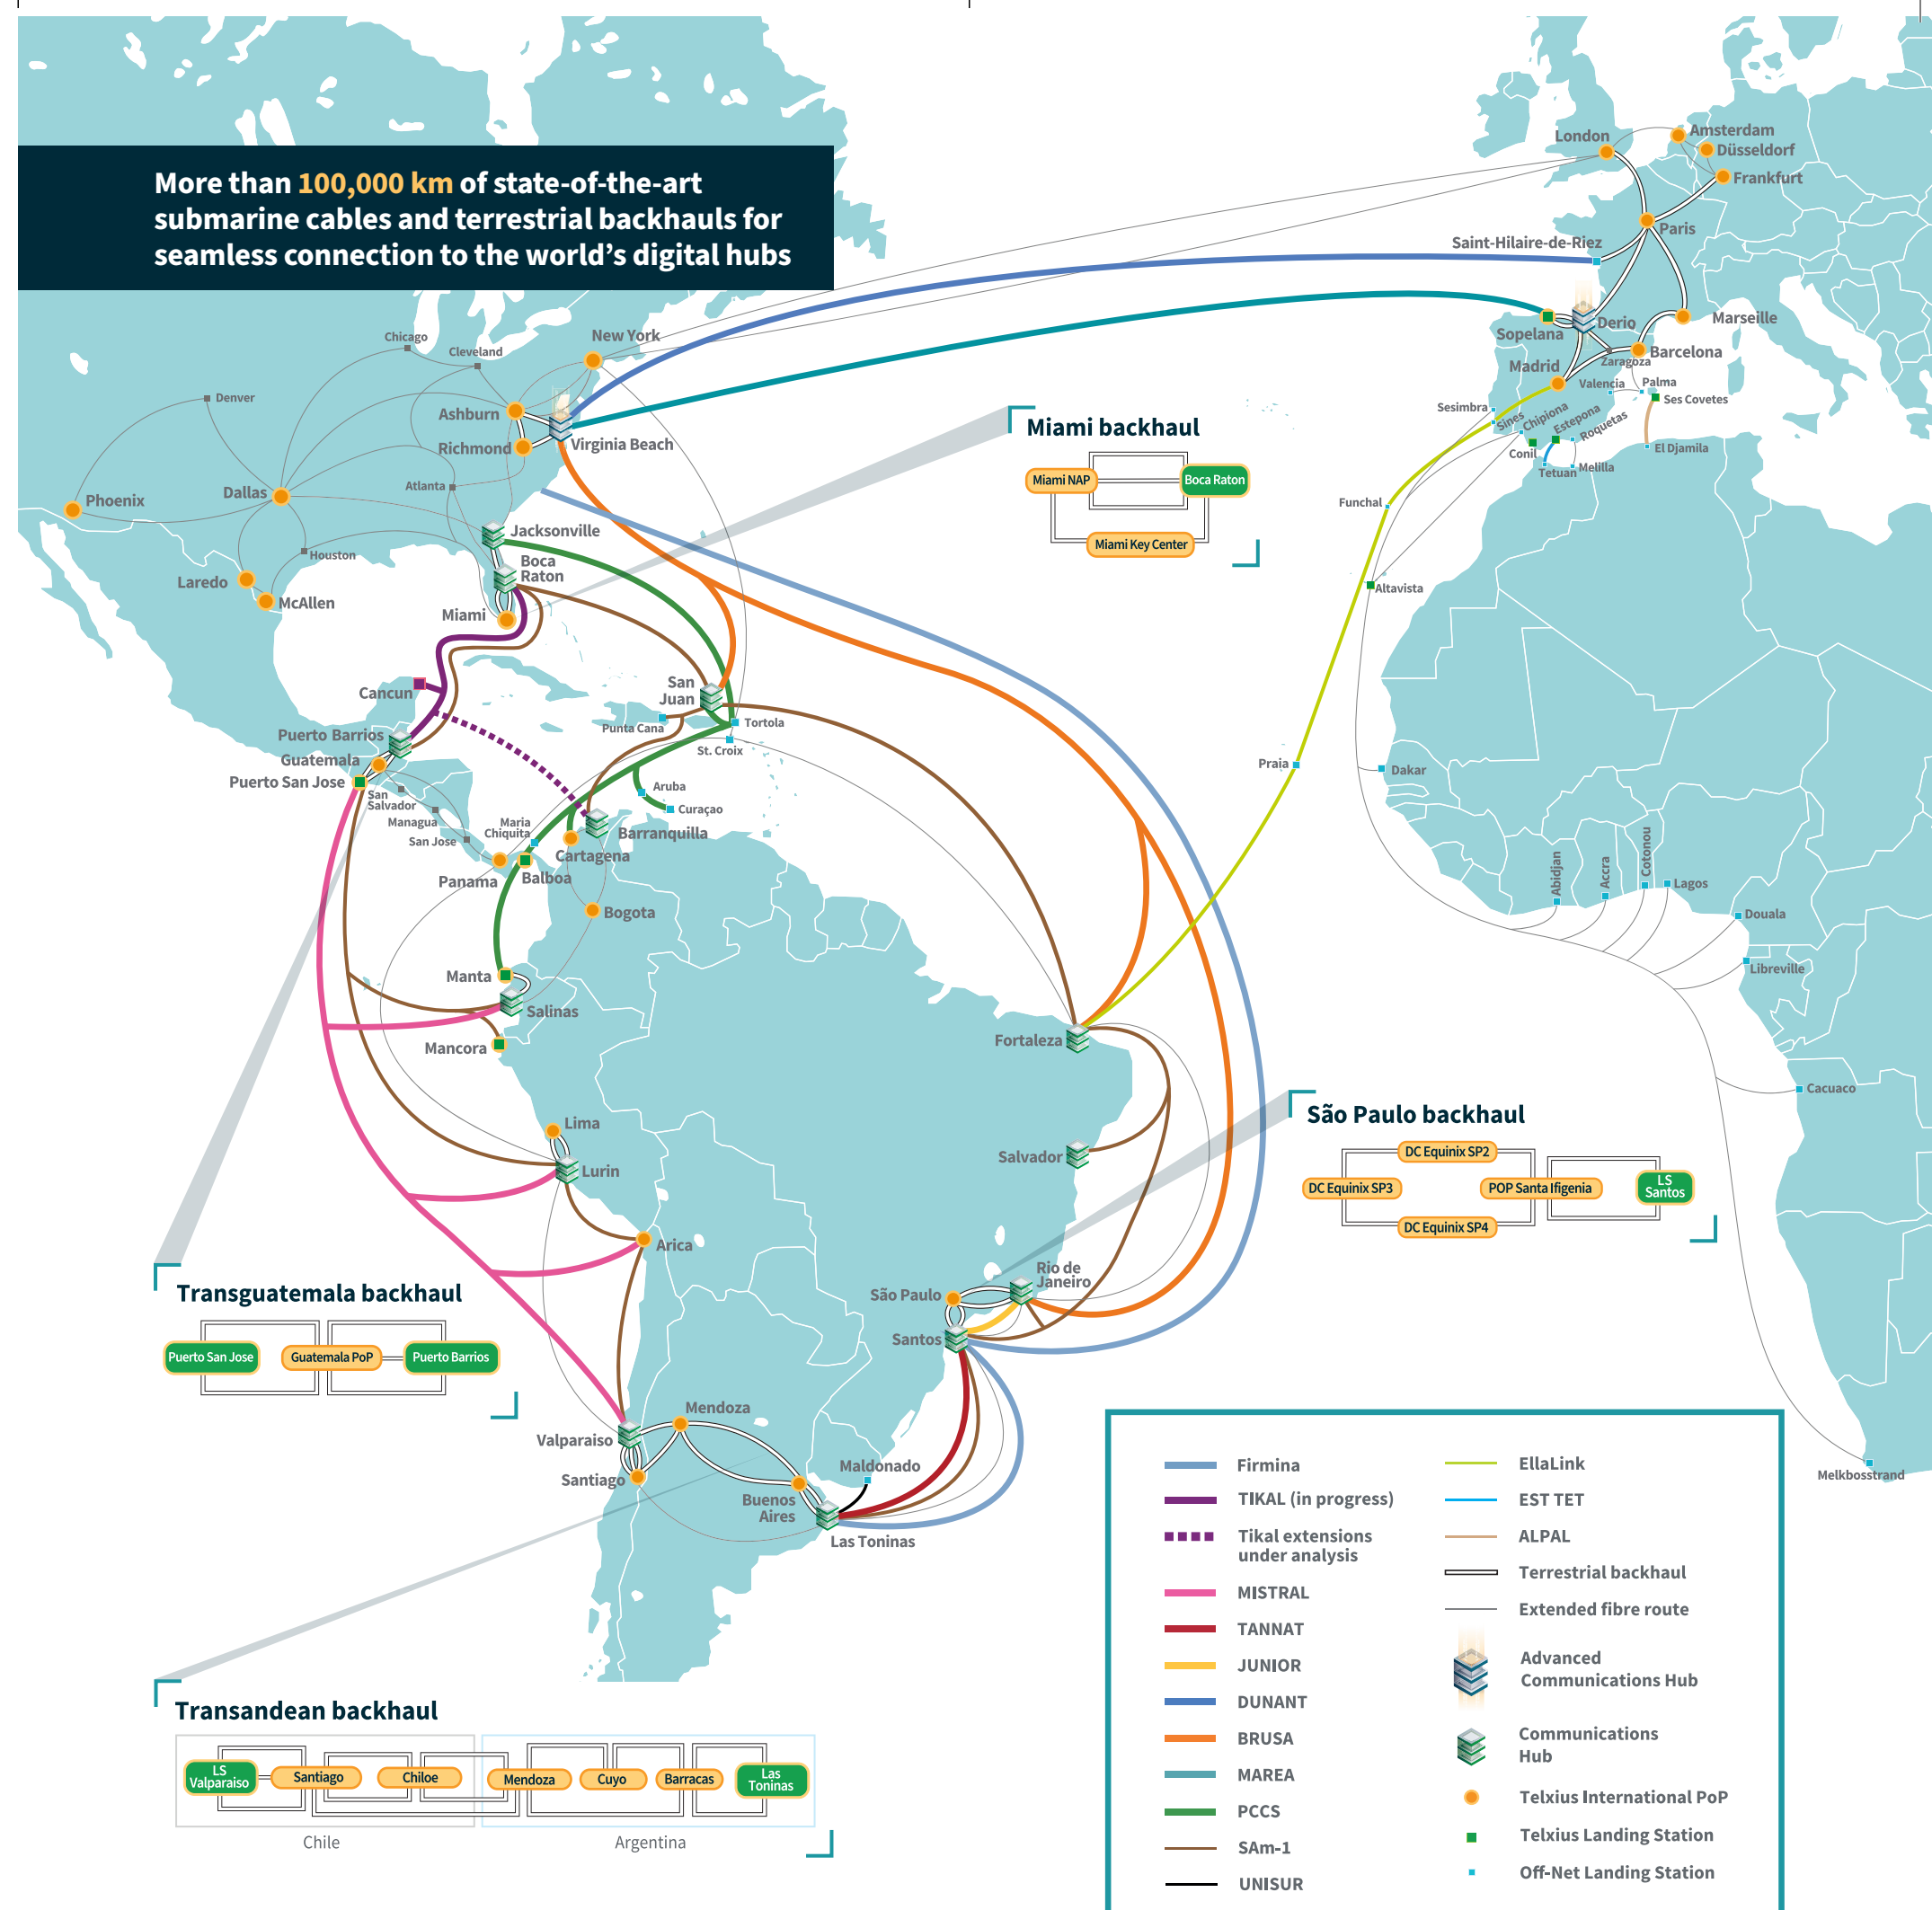 More than 100,000 km of state-of-the-art
submarine cables and terrestrial backhauls for
seamless connection to the world's digital hubs
London
Amsterdam
Düsseldorf
Frankfurt
Paris
Saint-Hilaire-de-Riez
Sopelana
Derio
Marseille
Madrid
Barcelona
Zaragoza
Valencia
Palma
Ses Covetes
Sesimbra
Sines
Chipiona
Estepona
Roquetas
Conil
Tetuan
Melilla
El Djamila
Funchal
Altavista
Chicago
Cleveland
New York
Denver
Ashburn
Richmond
Virginia Beach
Phoenix
Dallas
Atlanta
Jacksonville
Houston
Boca
Raton
Laredo
McAllen
Miami
Miami backhaul
Miami NAP
Boca Raton
Miami Key Center
Cancun
San
Juan
Punta Cana
Tortola
St. Croix
Puerto Barrios
Guatemala
Puerto San Jose
San
Salvador
Managua
San Jose
Aruba
Curaçao
Maria
Chiquita
Barranquilla
Cartagena
Panama
Balboa
Bogota
Praia
Dakar
Abidjan
Accra
Cotonou
Lagos
Douala
Libreville
Manta
Salinas
Mancora
Fortaleza
Cacuaco
Lima
Lurin
Salvador
Arica
São Paulo backhaul
DC Equinix SP2
DC Equinix SP3
POP Santa Ifigenia
LS
Santos
DC Equinix SP4
Rio de
Janeiro
São Paulo
Santos
Transguatemala backhaul
Puerto San Jose
Guatemala PoP
Puerto Barrios
Mendoza
Valparaiso
Santiago
Maldonado
Buenos
Aires
Las Toninas
Melkbosstrand
Transandean backhaul
LS
Valparaiso
Santiago
Chiloe
Mendoza
Cuyo
Barracas
Las
Toninas
Chile
Argentina
Firmina
TIKAL (in progress)
Tikal extensions
under analysis
MISTRAL
TANNAT
JUNIOR
DUNANT
BRUSA
MAREA
PCCS
SAm-1
UNISUR
EllaLink
EST TET
ALPAL
Terrestrial backhaul
Extended fibre route
Advanced
Communications Hub
Communications
Hub
Telxius International PoP
Telxius Landing Station
Off-Net Landing Station